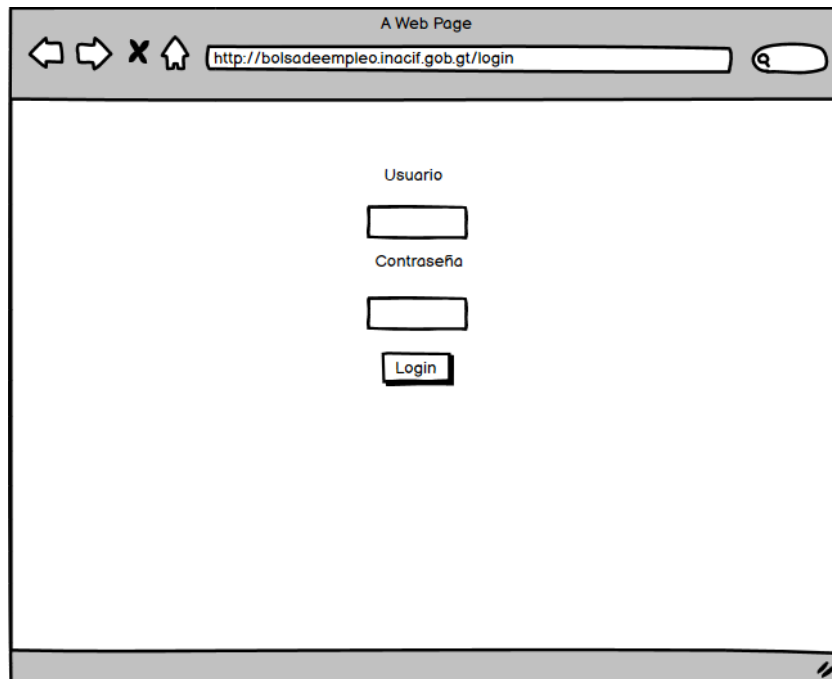 A Web Page
http://bolsadeempleo.inacif.gob.gt/login
Usuario
Contraseña
Login